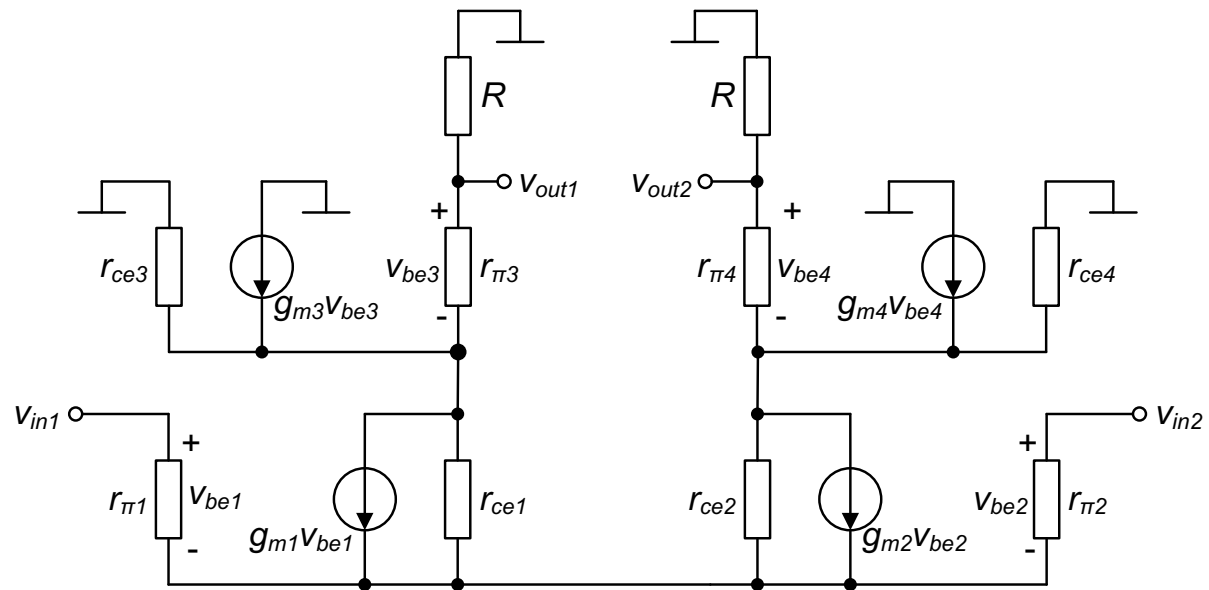 R R
v_out1 v_out2
+ +
r_ce3 v_be3 r_π3 r_π4 v_be4 r_ce4
g_m3v_be3 - - g_m4v_be4
v_in1 v_in2
+ +
r_π1 v_be1 r_ce1 r_ce2 v_be2 r_π2
- g_m1v_be1 g_m2v_be2 -